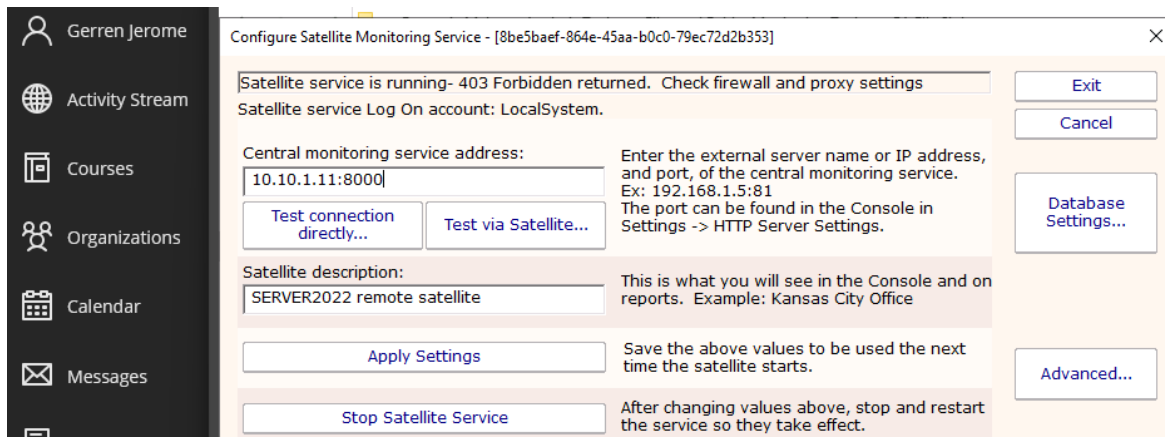 Gerren Jerome
Activity Stream
Courses
Organizations
Calendar
Messages
Configure Satellite Monitoring Service - [8be5baef-864e-45aa-b0c0-79ec72d2b353]
Satellite service is running- 403 Forbidden returned.  Check firewall and proxy settings
Satellite service Log On account: LocalSystem.
Central monitoring service address:
10.10.1.11:8000
Test connection
directly...
Test via Satellite...
Enter the external server name or IP address,
and port, of the central monitoring service.
Ex: 192.168.1.5:81
The port can be found in the Console in
Settings -> HTTP Server Settings.
Satellite description:
SERVER2022 remote satellite
This is what you will see in the Console and on
reports.  Example: Kansas City Office
Apply Settings
Save the above values to be used the next
time the satellite starts.
Stop Satellite Service
After changing values above, stop and restart
the service so they take effect.
Exit
Cancel
Database
Settings...
Advanced...